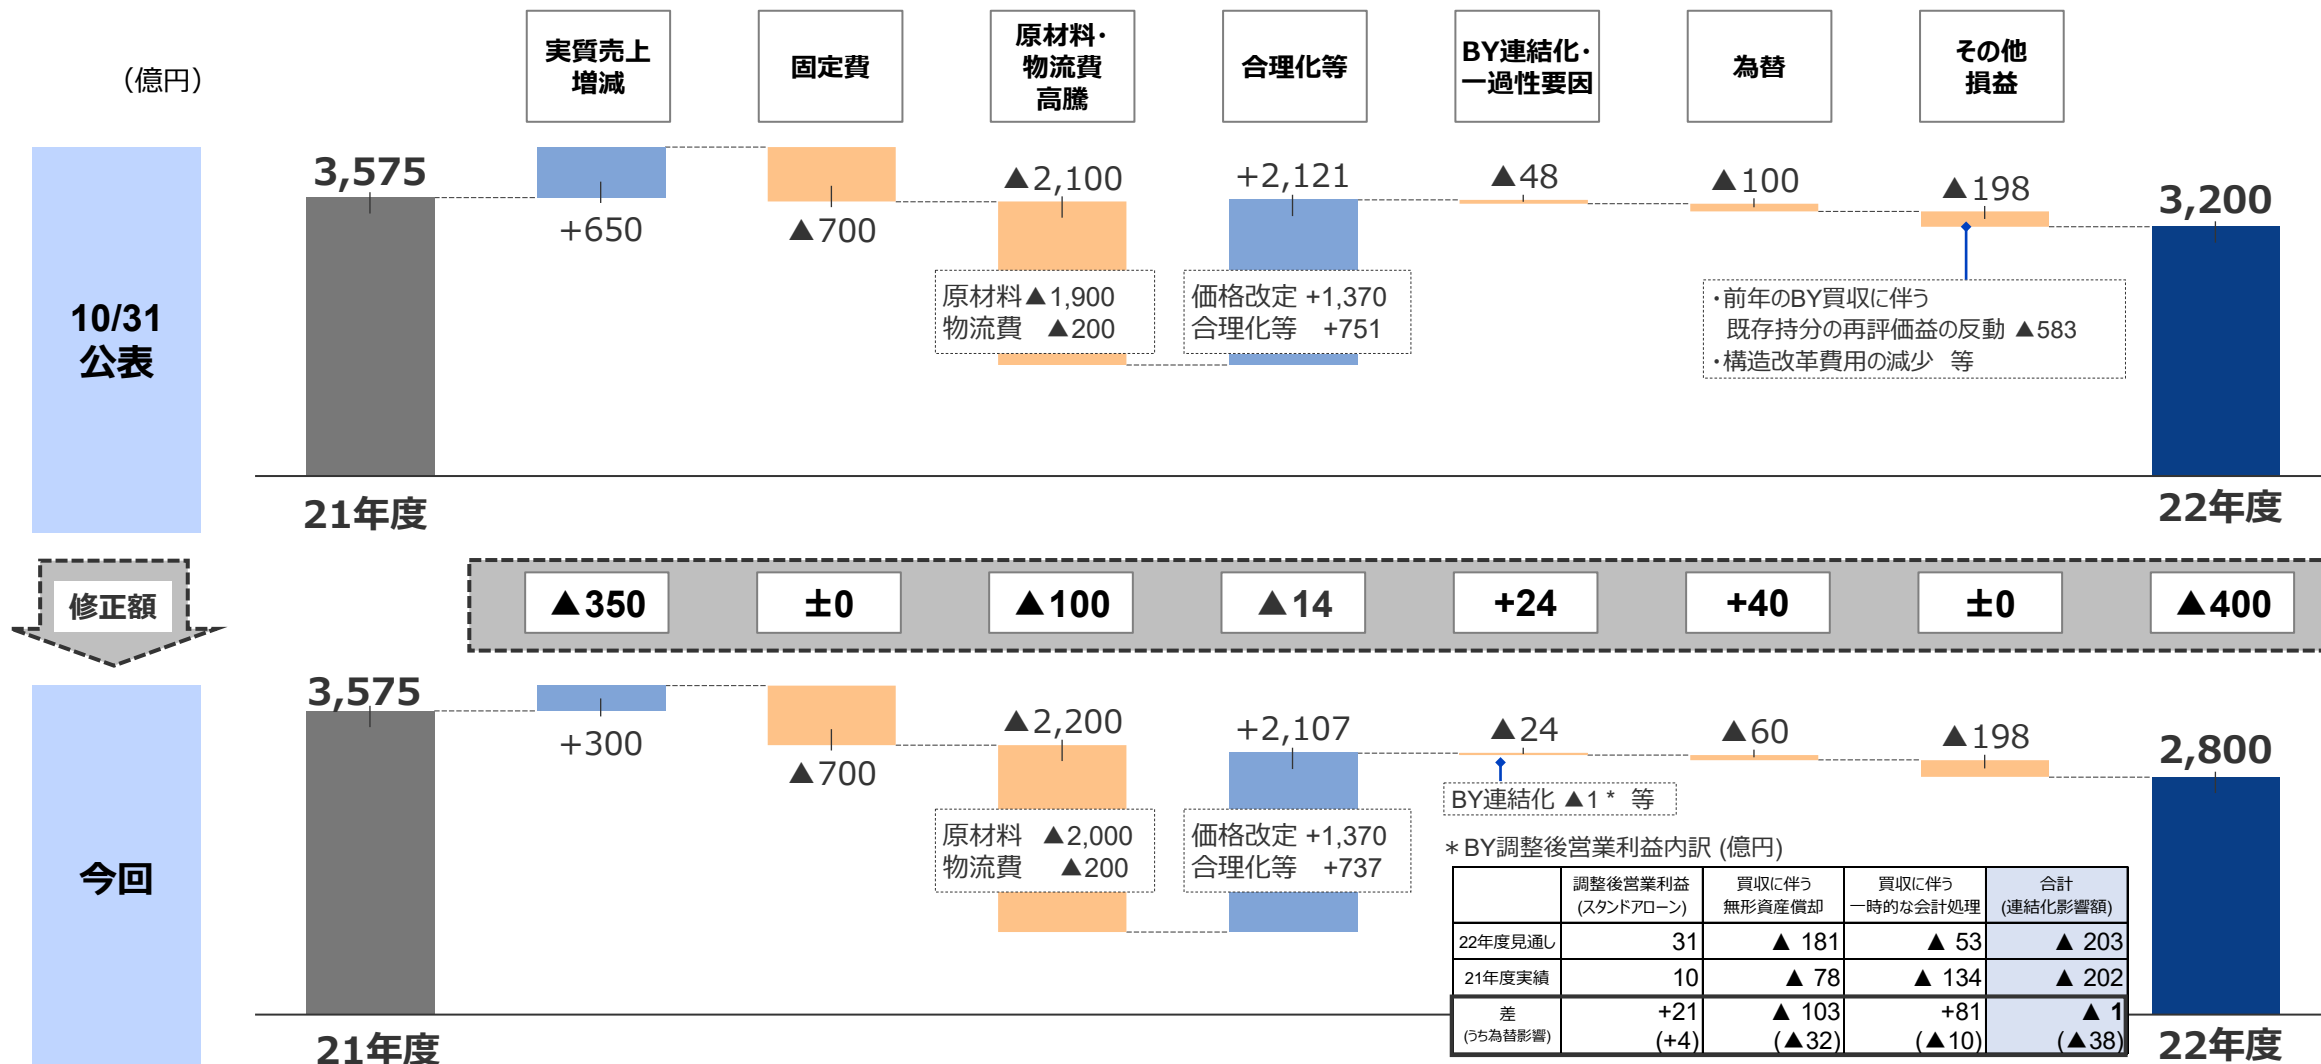 (億円)
実質売上
増減
固定費
原材料・
物流費
高騰
合理化等
BY連結化・
一過性要因
為替
その他
損益
10/31
公表
3,575
+650
▲700
▲2,100
原材料▲1,900
物流費 ▲200
+2,121
価格改定 +1,370
合理化等 +751
▲48
▲100
▲198
・前年のBY買収に伴う
既存持分の再評価益の反動 ▲583
・構造改革費用の減少 等
3,200
21年度
22年度
修正額
▲350
±0
▲100
▲14
+24
+40
±0
▲400
今回
3,575
+300
▲700
▲2,200
原材料 ▲2,000
物流費 ▲200
+2,107
価格改定 +1,370
合理化等 +737
▲24
BY連結化 ▲1 * 等
▲60
▲198
2,800
＊BY調整後営業利益内訳 (億円)
調整後営業利益
(スタンドアローン)
買収に伴う
無形資産償却
買収に伴う
一時的な会計処理
合計
(連結化影響額)
22年度見通し 31 ▲ 181 ▲ 53 ▲ 203
21年度実績 10 ▲ 78 ▲ 134 ▲ 202
差 +21 ▲ 103 +81 ▲ 1
(うち為替影響) (+4) (▲32) (▲10) (▲38)
21年度
22年度